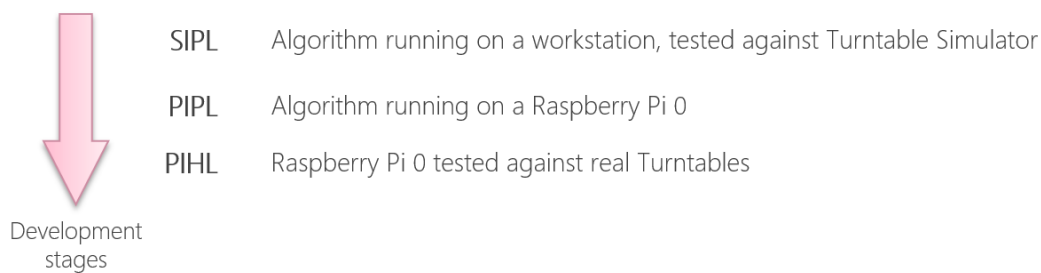 SIPL Algorithm running on a workstation, tested against Turntable Simulator
PIPL Algorithm running on a Raspberry Pi 0
PIHL Raspberry Pi 0 tested against real Turntables
Development
stages